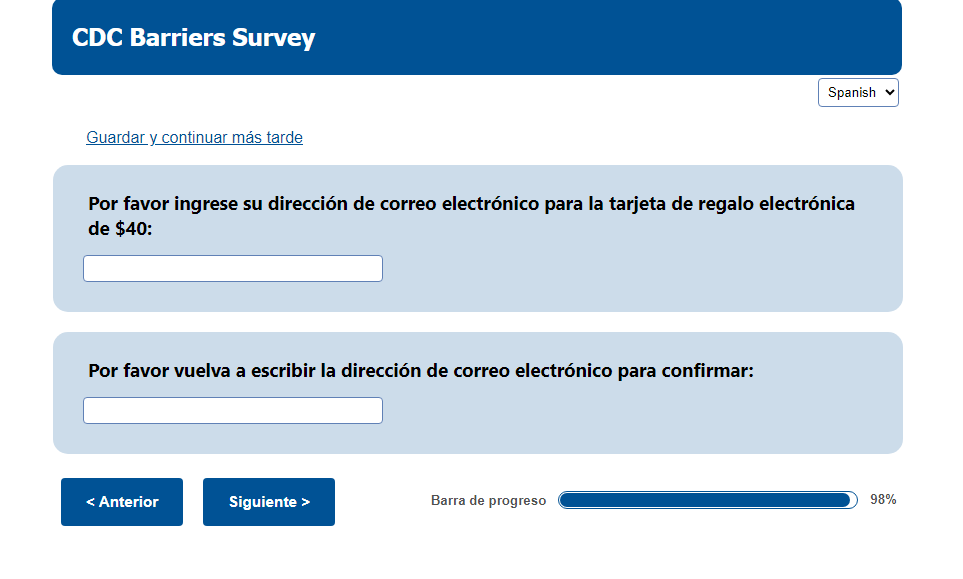 CDC Barriers Survey
Spanish
Guardar y continuar más tarde
Por favor ingrese su dirección de correo electrónico para la tarjeta de regalo electrónica
de $40:
Por favor vuelva a escribir la dirección de correo electrónico para confirmar:
< Anterior
Siguiente >
Barra de progreso
98%